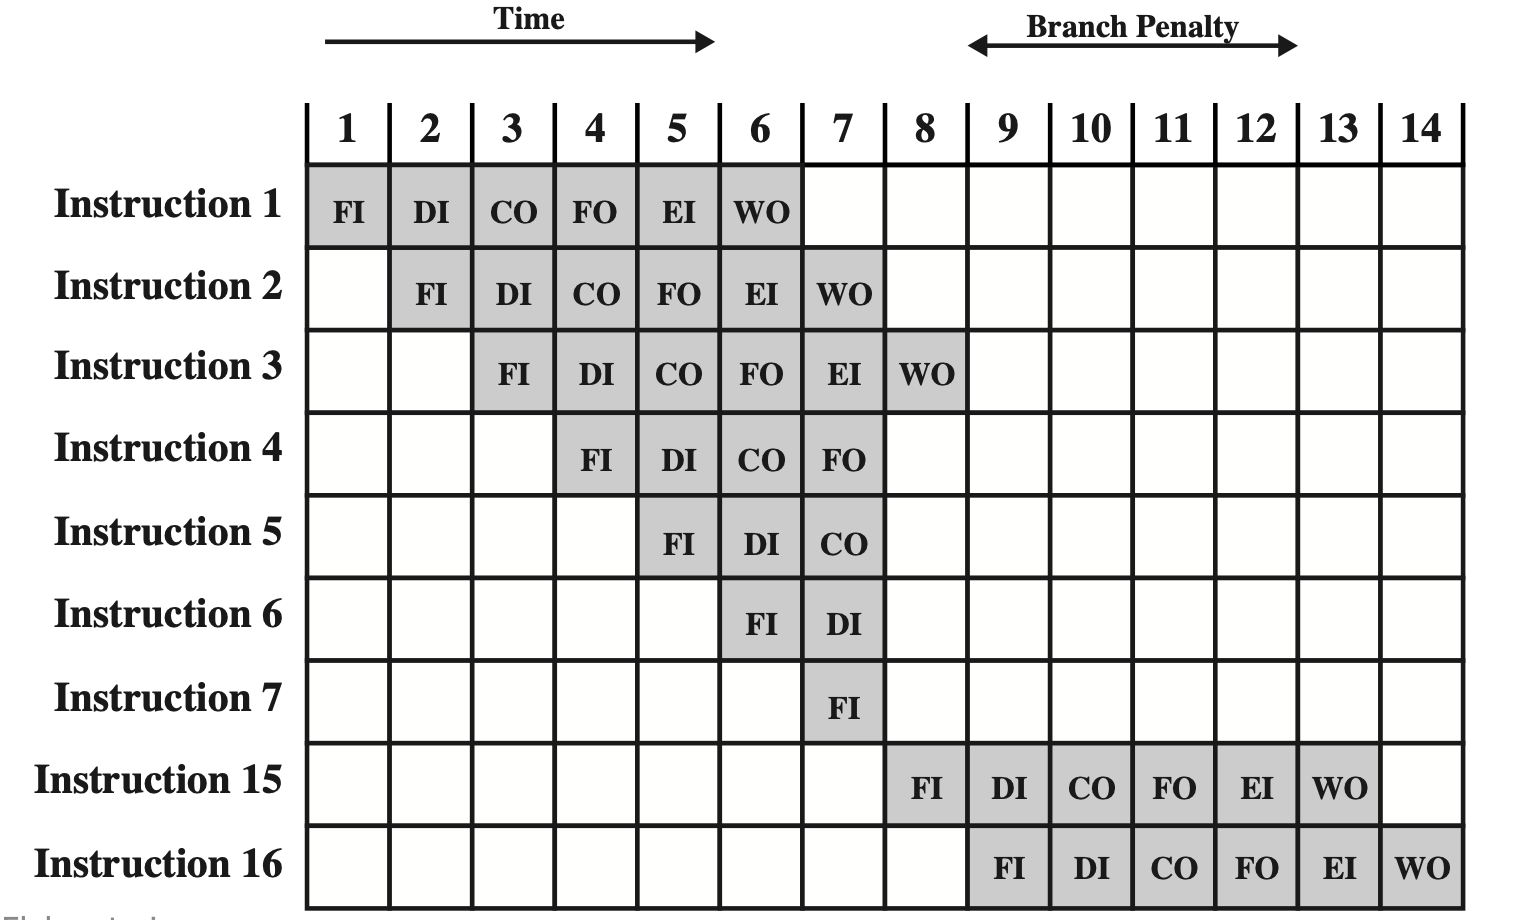 Time
Branch Penalty
1 2 3 4 5 6 7 8 9 10 11 12 13 14
Instruction 1 FI DI CO FO EI WO
Instruction 2 FI DI CO FO EI WO
Instruction 3 FI DI CO FO EI WO
Instruction 4 FI DI CO FO
Instruction 5 FI DI CO
Instruction 6 FI DI
Instruction 7 FI
Instruction 15 FI DI CO FO EI WO
Instruction 16 FI DI CO FO EI WO